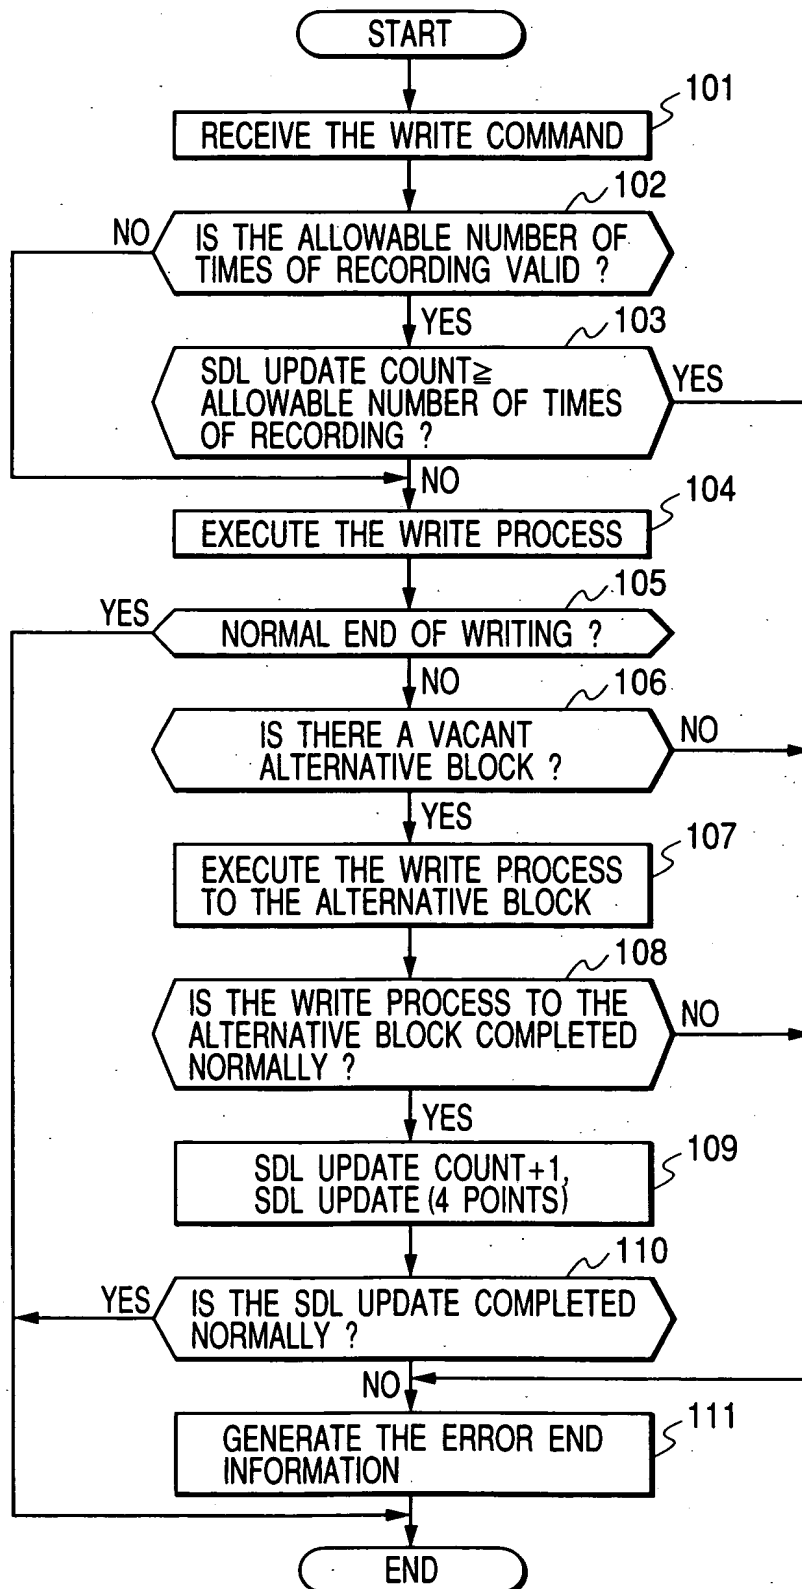 START
101
RECEIVE THE WRITE COMMAND
102
NO
IS THE ALLOWABLE NUMBER OF
TIMES OF RECORDING VALID ?
YES
103
SDL UPDATE COUNT≧
ALLOWABLE NUMBER OF TIMES
OF RECORDING ?
YES
NO
104
EXECUTE THE WRITE PROCESS
105
YES
NORMAL END OF WRITING ?
NO
106
IS THERE A VACANT
ALTERNATIVE BLOCK ?
NO
YES
107
EXECUTE THE WRITE PROCESS
TO THE ALTERNATIVE BLOCK
108
IS THE WRITE PROCESS TO THE
ALTERNATIVE BLOCK COMPLETED
NORMALLY ?
NO
YES
109
SDL UPDATE COUNT+1,
SDL UPDATE (4 POINTS)
110
YES
IS THE SDL UPDATE COMPLETED
NORMALLY ?
NO
111
GENERATE THE ERROR END
INFORMATION
END